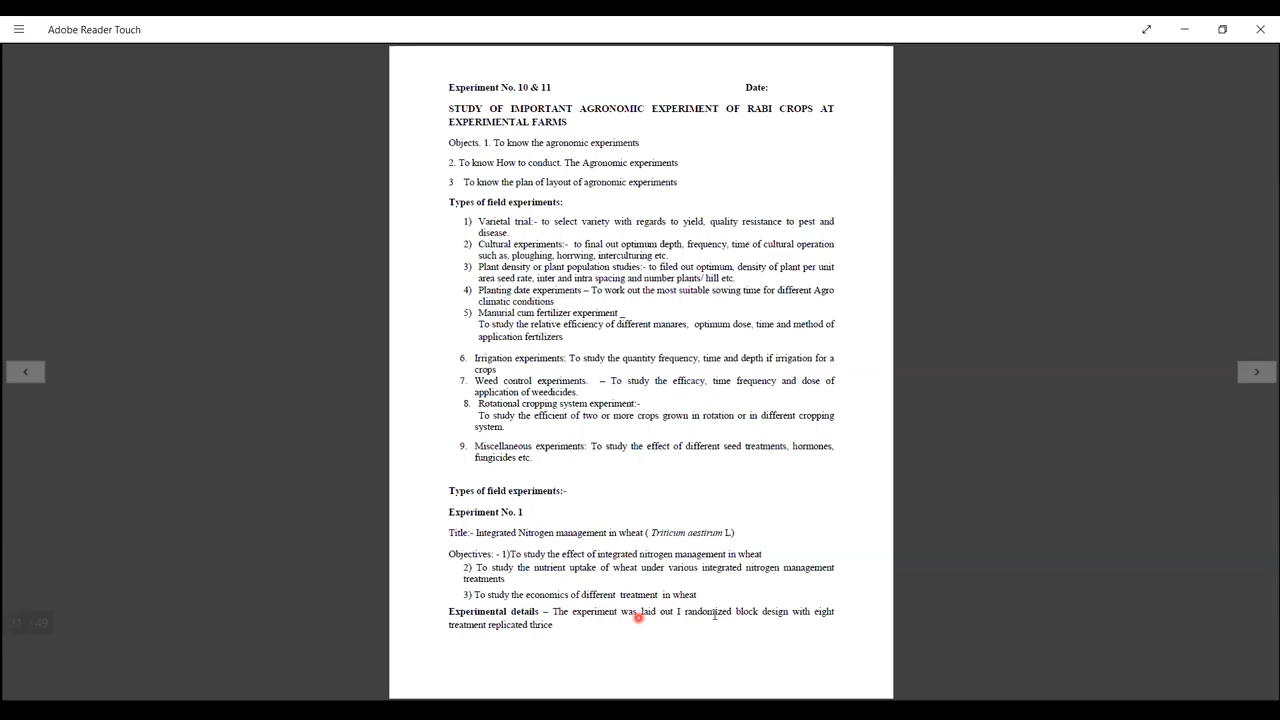 Adobe Reader Touch
Experiment No. 10 & 11 Date:
STUDY OF IMPORTANT AGRONOMIC EXPERIMENT OF RABI CROPS AT
EXPERIMENTAL FARMS
Objects. 1. To know the agronomic experiments
2. To know How to conduct. The Agronomic experiments
3 To know the plan of layout of agronomic experiments
Types of field experiments:
1) Varietal trial:- to select variety with regards to yield, quality resistance to pest and
disease.
2) Cultural experiments:- to final out optimum depth, frequency, time of cultural operation
such as, ploughing, horrwing, interculturing etc.
3) Plant density or plant population studies:- to filed out optimum, density of plant per unit
area seed rate, inter and intra spacing and number plants/ hill etc.
4) Planting date experiments – To work out the most suitable sowing time for different Agro
climatic conditions
5) Manurial cum fertilizer experiment _
To study the relative efficiency of different manares, optimum dose, time and method of
application fertilizers
6. Irrigation experiments: To study the quantity frequency, time and depth if irrigation for a
crops
7. Weed control experiments. – To study the efficacy, time frequency and dose of
application of weedicides.
8. Rotational cropping system experiment:-
To study the efficient of two or more crops grown in rotation or in different cropping
system.
9. Miscellaneous experiments: To study the effect of different seed treatments, hormones,
fungicides etc.
Types of field experiments:-
Experiment No. 1
Title:- Integrated Nitrogen management in wheat ( Triticum aestirum L)
Objectives: - 1)To study the effect of integrated nitrogen management in wheat
2) To study the nutrient uptake of wheat under various integrated nitrogen management
treatments
3) To study the economics of different treatment in wheat
Experimental details – The experiment was laid out I randomized block design with eight
treatment replicated thrice